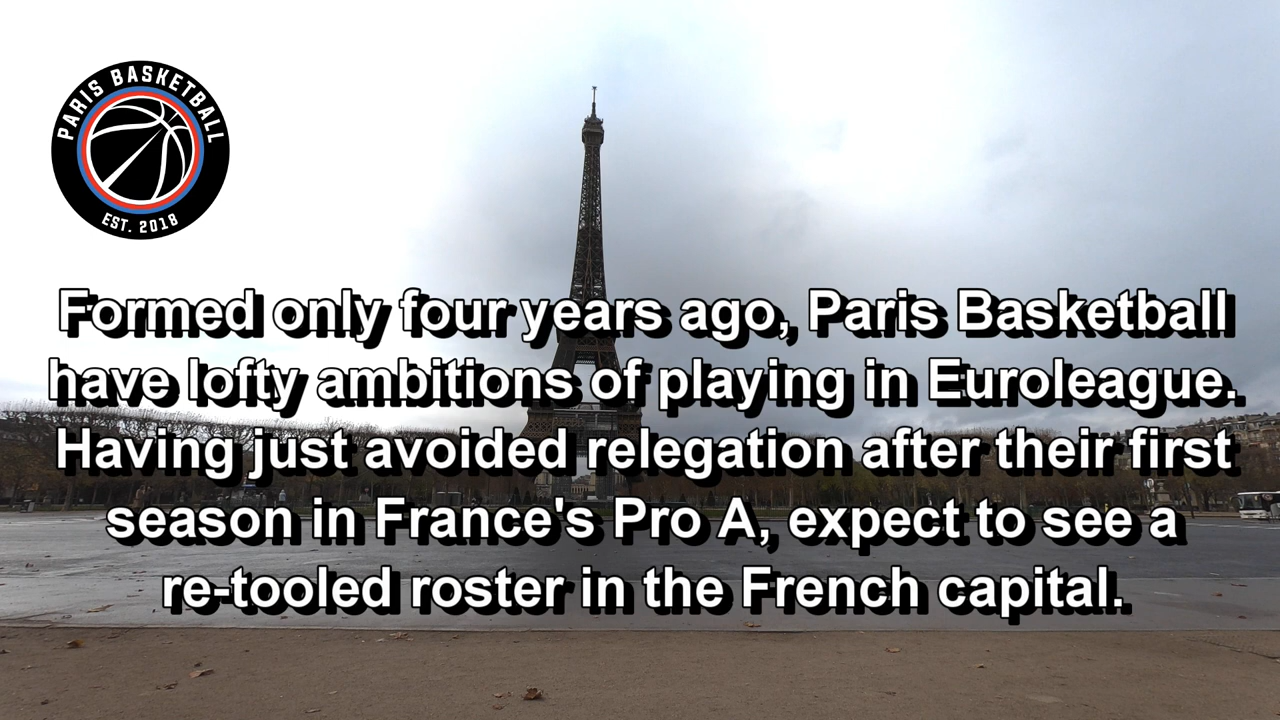 PARIS BASKETBALL
EST. 2018
Formed only four years ago, Paris Basketball
have lofty ambitions of playing in Euroleague.
Having just avoided relegation after their first
season in France's Pro A, expect to see a
re-tooled roster in the French capital.